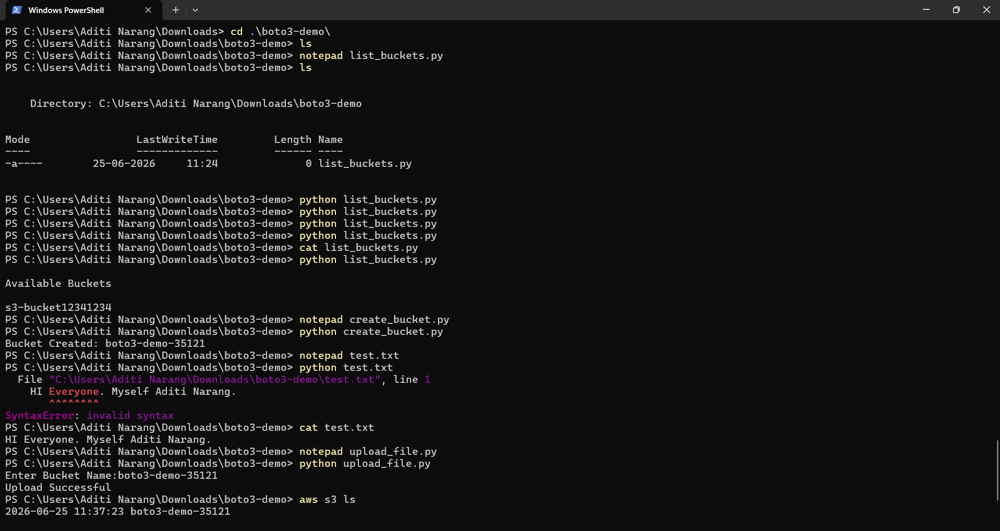 Windows PowerShell
PS C:\Users\Aditi Narang\Downloads> cd .\boto3-demo\
PS C:\Users\Aditi Narang\Downloads\boto3-demo> ls
PS C:\Users\Aditi Narang\Downloads\boto3-demo> notepad list_buckets.py
PS C:\Users\Aditi Narang\Downloads\boto3-demo> ls
Directory: C:\Users\Aditi Narang\Downloads\boto3-demo
Mode                 LastWriteTime         Length Name
----                 -------------         ------ ----
-a----        25-06-2026     11:24              0 list_buckets.py
PS C:\Users\Aditi Narang\Downloads\boto3-demo> python list_buckets.py
PS C:\Users\Aditi Narang\Downloads\boto3-demo> python list_buckets.py
PS C:\Users\Aditi Narang\Downloads\boto3-demo> python list_buckets.py
PS C:\Users\Aditi Narang\Downloads\boto3-demo> python list_buckets.py
PS C:\Users\Aditi Narang\Downloads\boto3-demo> cat list_buckets.py
PS C:\Users\Aditi Narang\Downloads\boto3-demo> python list_buckets.py
Available Buckets
s3-bucket12341234
PS C:\Users\Aditi Narang\Downloads\boto3-demo> notepad create_bucket.py
PS C:\Users\Aditi Narang\Downloads\boto3-demo> python create_bucket.py
Bucket Created: boto3-demo-35121
PS C:\Users\Aditi Narang\Downloads\boto3-demo> notepad test.txt
PS C:\Users\Aditi Narang\Downloads\boto3-demo> python test.txt
File "C:\Users\Aditi Narang\Downloads\boto3-demo\test.txt", line 1
HI Everyone. Myself Aditi Narang.
^^^^^^^^
SyntaxError: invalid syntax
PS C:\Users\Aditi Narang\Downloads\boto3-demo> cat test.txt
HI Everyone. Myself Aditi Narang.
PS C:\Users\Aditi Narang\Downloads\boto3-demo> notepad upload_file.py
PS C:\Users\Aditi Narang\Downloads\boto3-demo> python upload_file.py
Enter Bucket Name:boto3-demo-35121
Upload Successful
PS C:\Users\Aditi Narang\Downloads\boto3-demo> aws s3 ls
2026-06-25 11:37:23 boto3-demo-35121